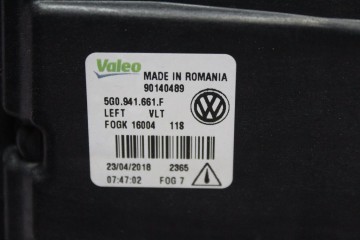 Valeo
MADE IN ROMANIA
90140489
5G0.941.661.F
LEFT VLT
FOGK 16004 118
23/04/2018 2365
07:47:02 FOG 7